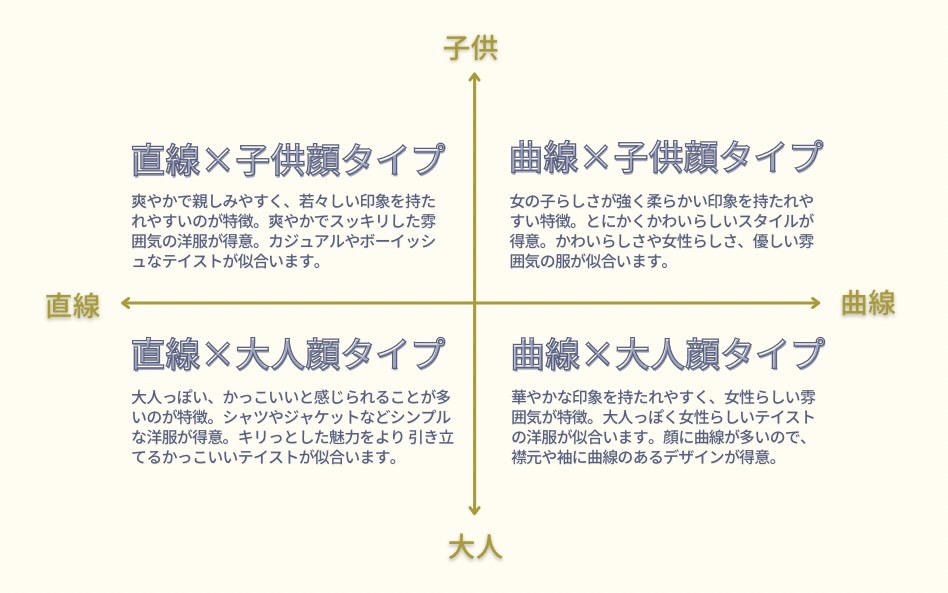 子供
直線×子供顔タイプ
爽やかで親しみやすく、若々しい印象を持た
れやすいのが特徴。爽やかでスッキリした雰
囲気の洋服が得意。カジュアルやボーイッシ
ュなテイストが似合います。
曲線×子供顔タイプ
女の子らしさが強く柔らかい印象を持たれや
すい特徴。とにかくかわいらしいスタイルが
得意。かわいらしさや女性らしさ、優しい雰
囲気の服が似合います。
直線
曲線
直線×大人顔タイプ
大人っぽい、かっこいいと感じられることが多
いのが特徴。シャツやジャケットなどシンプル
な洋服が得意。キリっとした魅力をより引き立
てるかっこいいテイストが似合います。
曲線×大人顔タイプ
華やかな印象を持たれやすく、女性らしい雰
囲気が特徴。大人っぽく女性らしいテイスト
の洋服が似合います。顔に曲線が多いので、
襟元や袖に曲線のあるデザインが得意。
大人